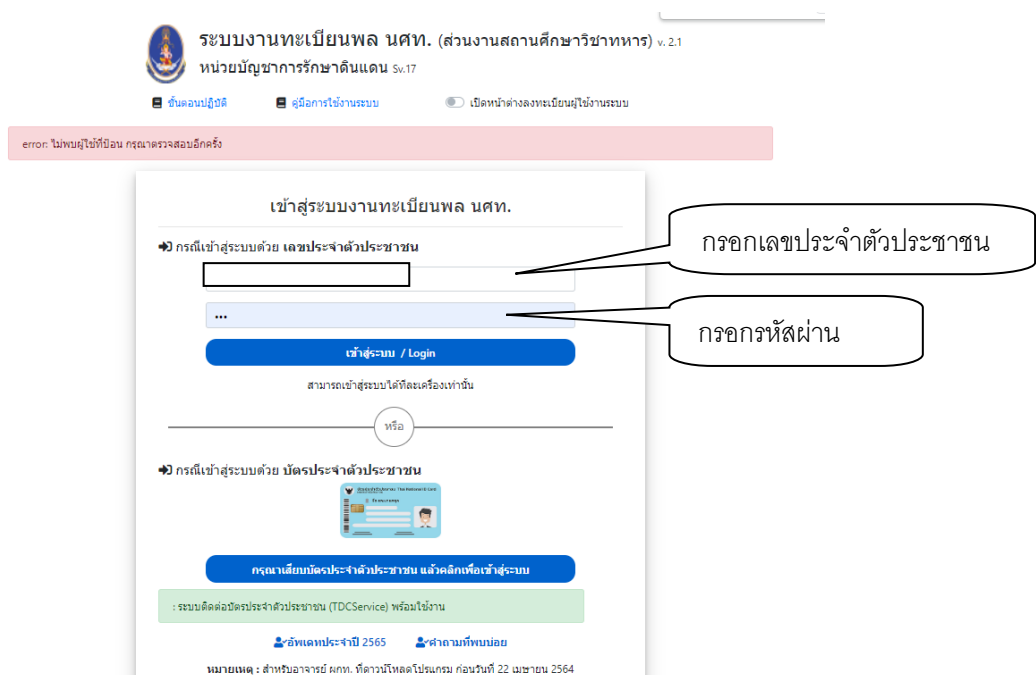 ระบบงานทะเบียนพล นศท. (ส่วนงานสถานศึกษาวิชาทหาร) v. 2.1
หน่วยบัญชาการรักษาดินแดน Sv.17
ขั้นตอนปฏิบัติ คู่มือการใช้งานระบบ เปิดหน้าต่างลงทะเบียนผู้ใช้งานระบบ
error: ไม่พบผู้ใช้ที่ป้อน กรุณาตรวจสอบอีกครั้ง
เข้าสู่ระบบงานทะเบียนพล นศท.
กรณีเข้าสู่ระบบด้วย เลขประจำตัวประชาชน
กรอกเลขประจำตัวประชาชน
กรอกรหัสผ่าน
เข้าสู่ระบบ / Login
สามารถเข้าสู่ระบบได้ทีละเครื่องเท่านั้น
หรือ
กรณีเข้าสู่ระบบด้วย บัตรประจำตัวประชาชน
กรุณาเสียบบัตรประจำตัวประชาชน แล้วคลิกเพื่อเข้าสู่ระบบ
: ระบบติดต่อบัตรประจำตัวประชาชน (TDCService) พร้อมใช้งาน
อัพเดทประจำปี 2565 คำถามที่พบบ่อย
หมายเหตุ : สำหรับอาจารย์ ผกท. ที่ดาวน์โหลดโปรแกรม ก่อนวันที่ 22 เมษายน 2564